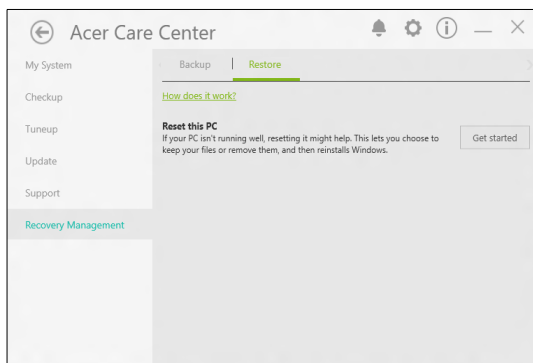 Acer Care Center
My System
Backup
Restore
Checkup
How does it work?
Tuneup
Reset this PC
If your PC isn't running well, resetting it might help. This lets you choose to
keep your files or remove them, and then reinstalls Windows.
Get started
Update
Support
Recovery Management